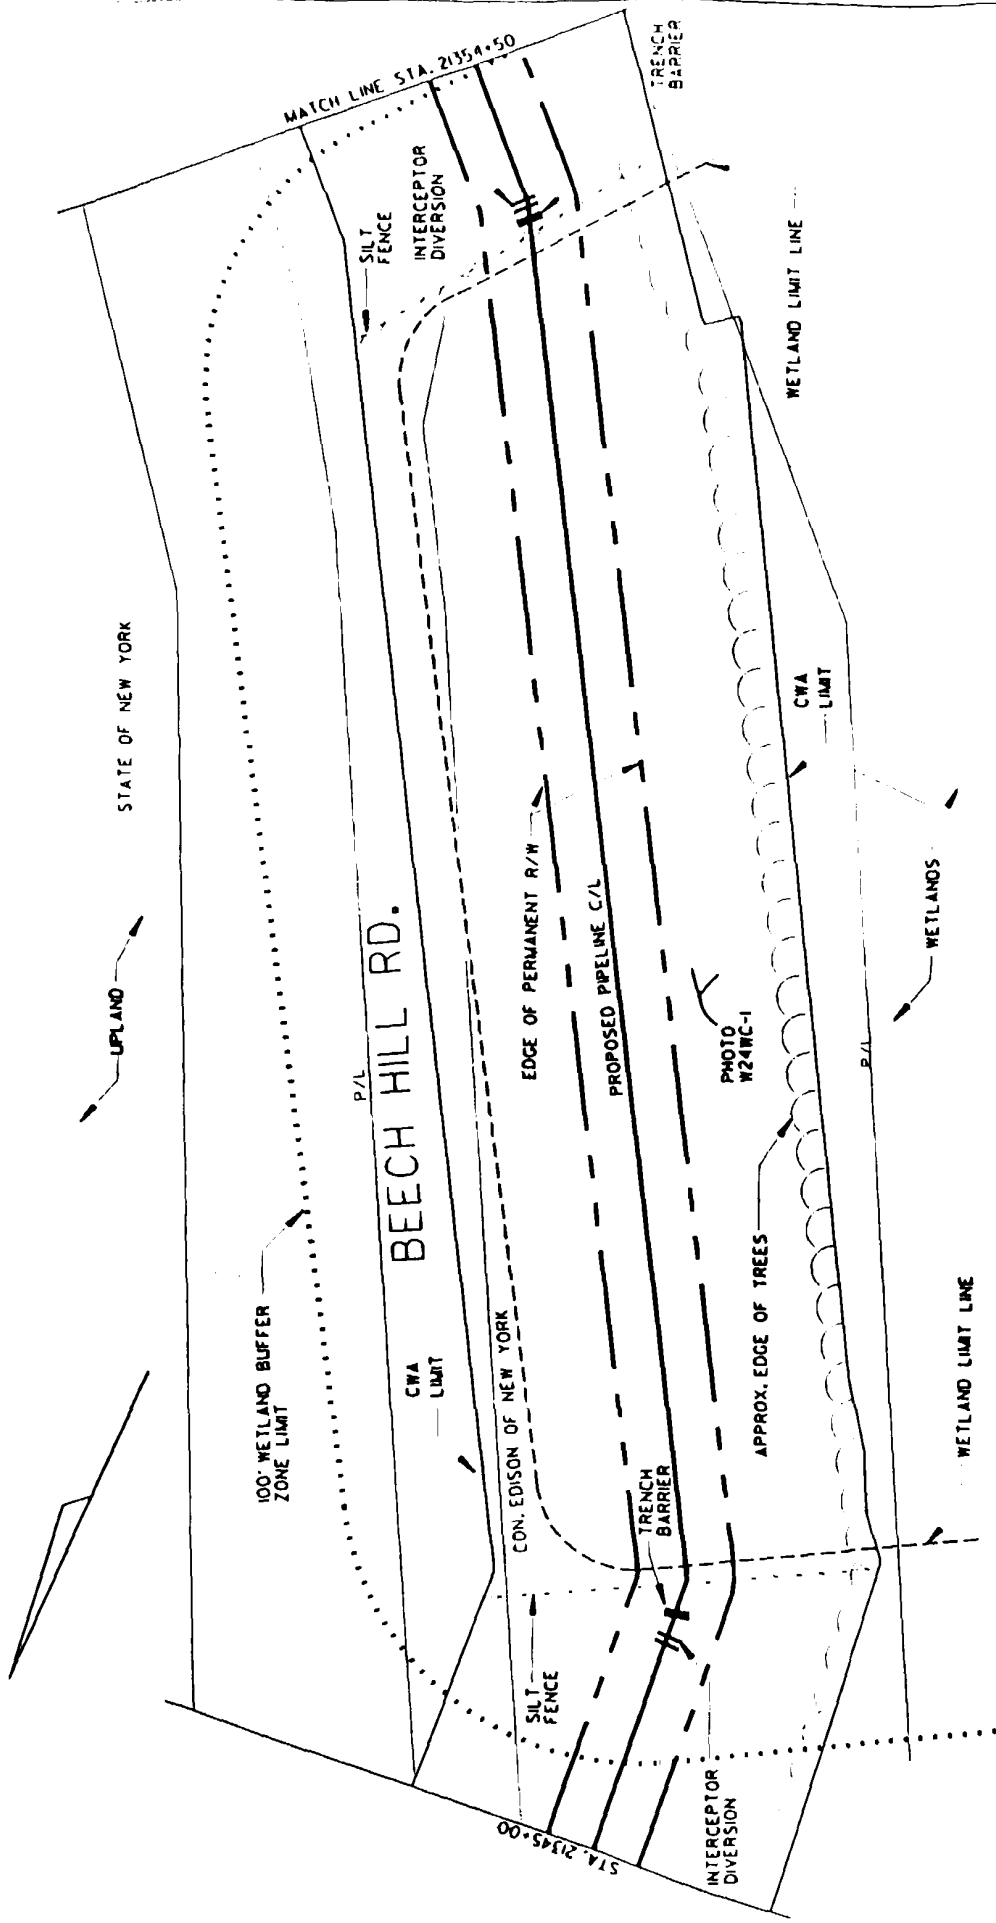 MATCH LINE STA. 21354+50
TRENCH
BARRIER
SILT
FENCE
INTERCEPTOR
DIVERSION
WETLAND LIMIT LINE
STATE OF NEW YORK
UPLAND
100' WETLAND BUFFER
ZONE LIMIT
P/L
BEECH HILL RD.
CWA
LIMIT
CON. EDISON OF NEW YORK
EDGE OF PERMANENT R/W
PROPOSED PIPELINE C/L
PHOTO
W24WC-1
CWA
LIMIT
WETLANDS
P/L
APPROX. EDGE OF TREES
WETLAND LIMIT LINE
TRENCH
BARRIER
SILT
FENCE
INTERCEPTOR
DIVERSION
STA. 21345+00